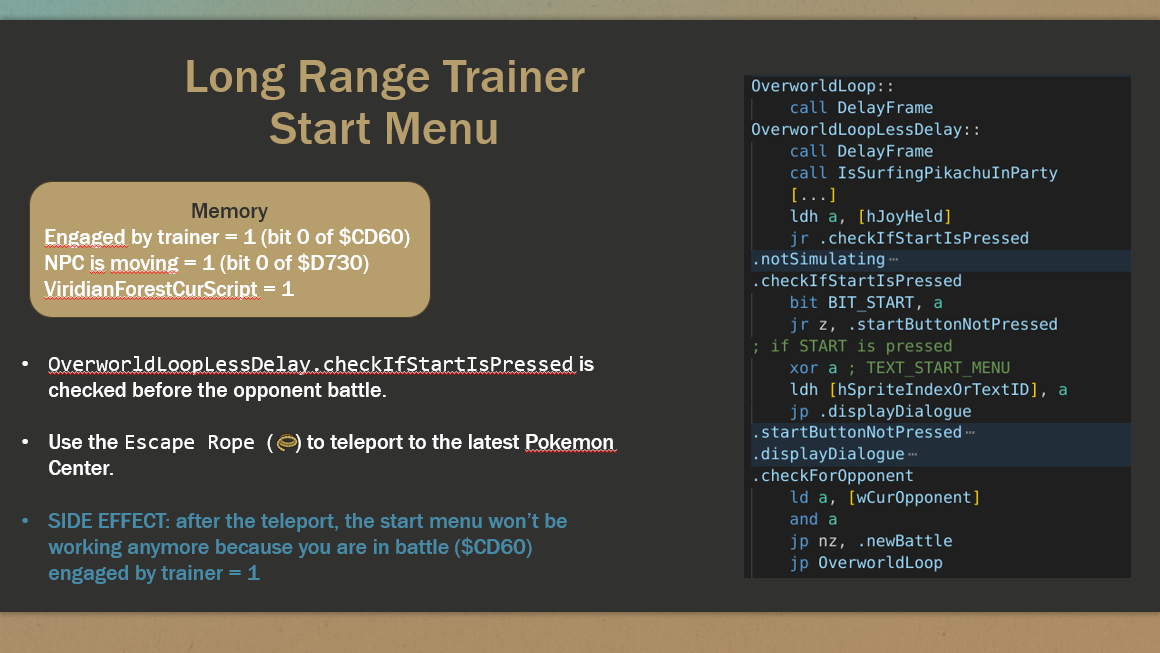 Long Range Trainer
Start Menu
Memory
Engaged by trainer = 1 (bit 0 of $CD60)
NPC is moving = 1 (bit 0 of $D730)
ViridianForestCurScript = 1
• OverworldLoopLessDelay.checkIfStartIsPressed is
checked before the opponent battle.
• Use the Escape Rope ( ) to teleport to the latest Pokemon
Center.
• SIDE EFFECT: after the teleport, the start menu won’t be
working anymore because you are in battle ($CD60)
engaged by trainer = 1
OverworldLoop::
call DelayFrame
OverworldLoopLessDelay::
call DelayFrame
call IsSurfingPikachuInParty
[...]
ldh a, [hJoyHeld]
jr .checkIfStartIsPressed
.notSimulating ⋯
.checkIfStartIsPressed
bit BIT_START, a
jr z, .startButtonNotPressed
; if START is pressed
xor a ; TEXT_START_MENU
ldh [hSpriteIndexOrTextID], a
jp .displayDialogue
.startButtonNotPressed ⋯
.displayDialogue ⋯
.checkForOpponent
ld a, [wCurOpponent]
and a
jp nz, .newBattle
jp OverworldLoop